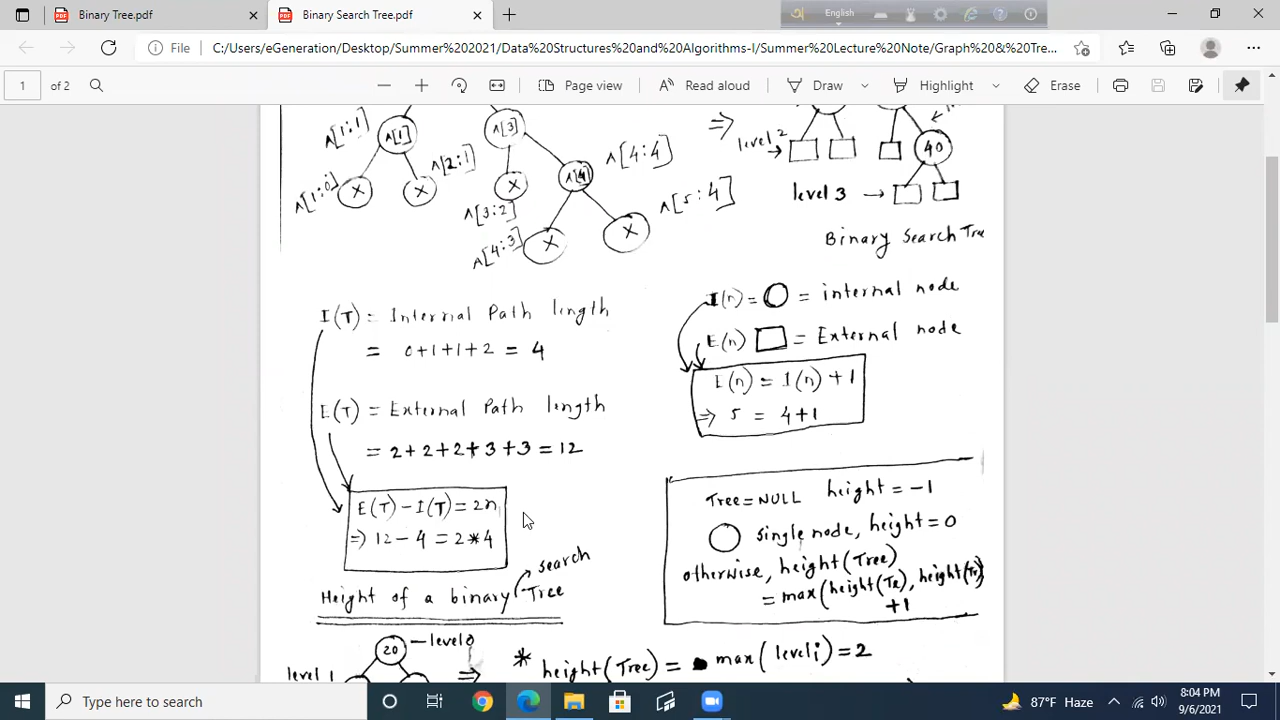 Binary Tred.pdf
Binary Search Tree.pdf
English
File
C:/Users/eGeneration/Desktop/Summer%202021/Data%20Structures%20and%20Algorithms-I/Summer%20Lecture%20Note/Graph%20&%20Tre...
1 of 2
Page view
Read aloud
Draw
Highlight
Erase
A[1:1]
A[1]
A[2:1]
A[1:0]
X
X
A[3]
X
A[3:2]
A[4]
A[4:4]
A[5:4]
A[4:3]
X
X
⇒
level 2
40
level 3 →
Binary Search Tre
I(T) = Internal Path length
= 0+1+1+2 = 4
E(T) = External Path length
= 2+2+2+3+3=12
E(T) - I(T) = 2n
⇒ 12 - 4 = 2*4
I(n) = = internal node
E(n) = External node
E(n) = I(n) +1
⇒ 5 = 4+1
Tree=NULL height = -1
single node, height=0
otherwise, height(Tree)
= max(height(Tl), height(Tr)
+1
search
Height of a binary Tree
20 - level 0
level 1
⇒ * height(Tree) = max(level i) = 2
Type here to search
87°F Haze
8:04 PM
9/6/2021